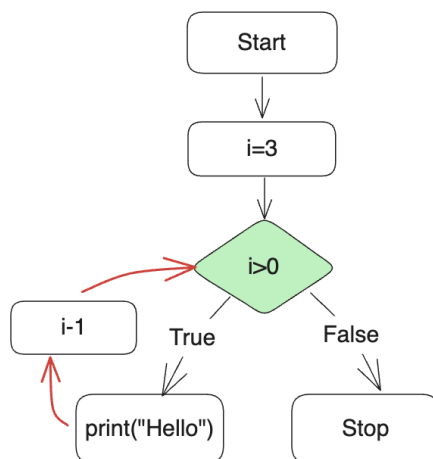 Start
i=3
i>0
i-1
True
False
print("Hello")
Stop